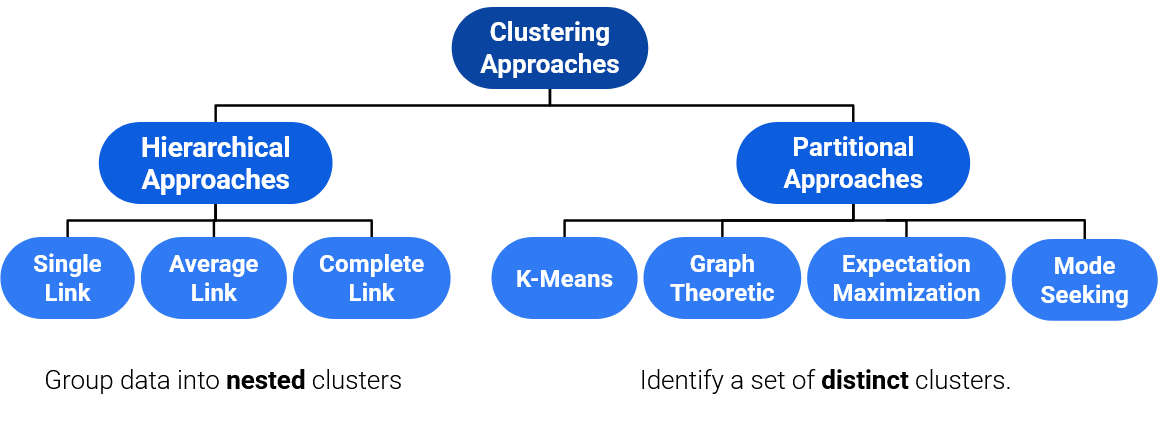 Clustering
Approaches
Hierarchical
Approaches
Partitional
Approaches
Single
Link
Average
Link
Complete
Link
K-Means
Graph
Theoretic
Expectation
Maximization
Mode
Seeking
Group data into nested clusters
Identify a set of distinct clusters.